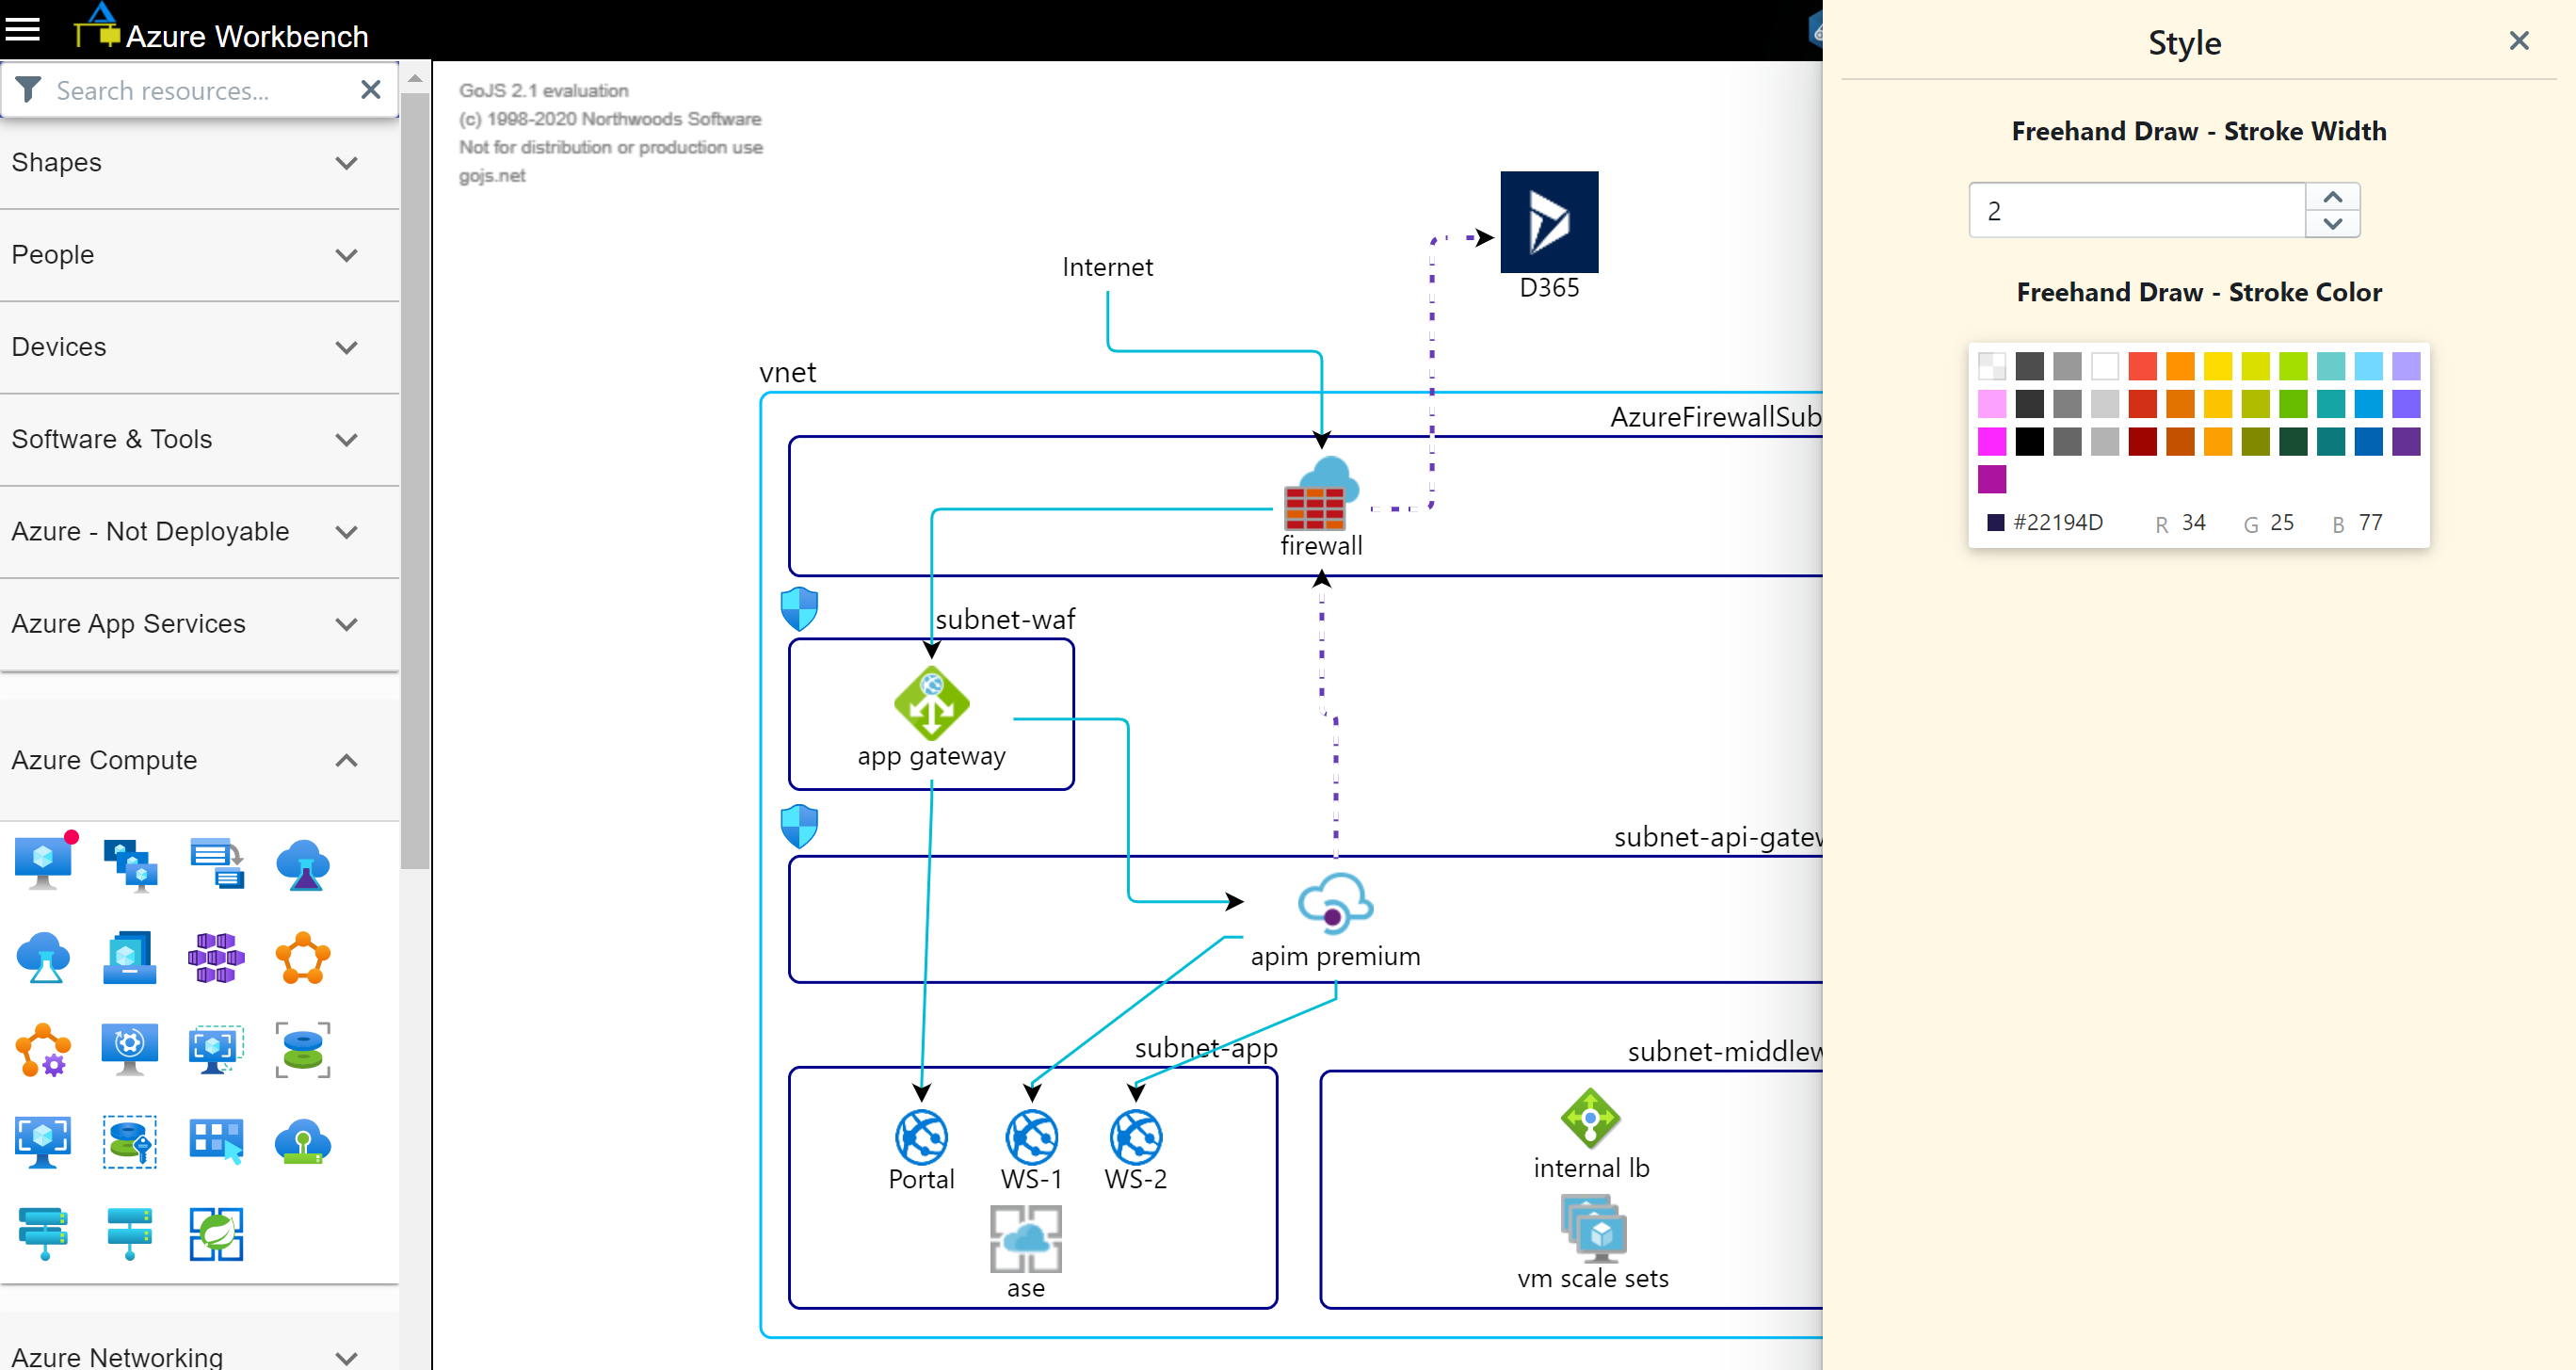 Azure Workbench
Search resources...
Shapes
People
Devices
Software & Tools
Azure - Not Deployable
Azure App Services
Azure Compute
Azure Networking
GoJS 2.1 evaluation
(c) 1998-2020 Northwoods Software
Not for distribution or production use
gojs.net
D365
Internet
vnet
AzureFirewallSub
firewall
subnet-waf
app gateway
subnet-api-gatew
apim premium
subnet-app
subnet-middlew
Portal
WS-1
WS-2
ase
internal lb
vm scale sets
Style
Freehand Draw - Stroke Width
2
Freehand Draw - Stroke Color
#22194D R 34 G 25 B 77